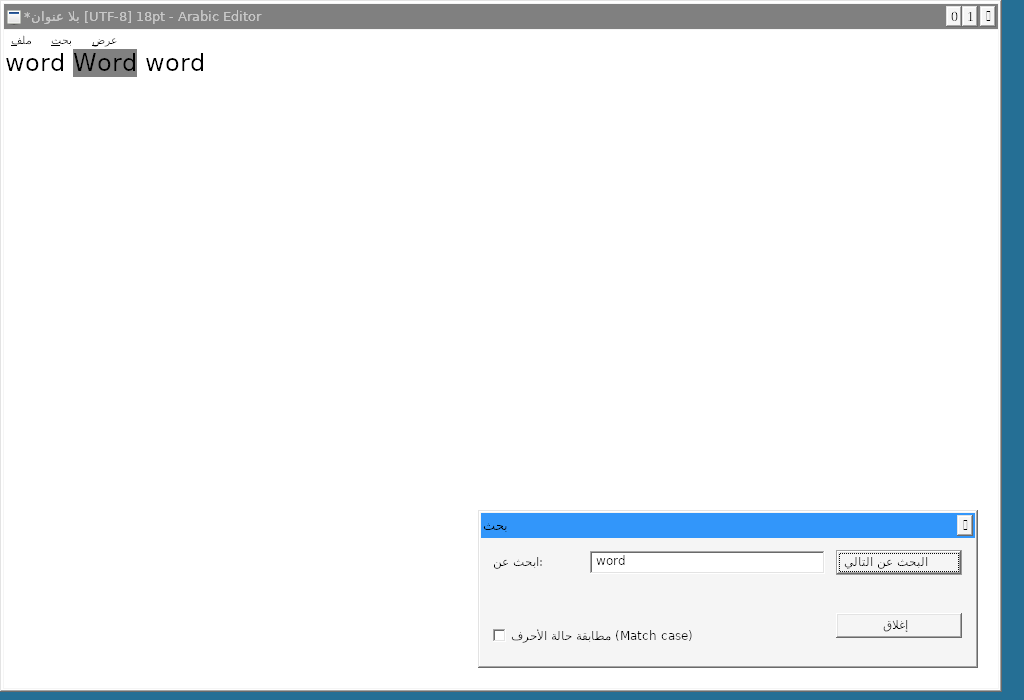 *بلا عنوان [UTF-8] 18pt - Arabic Editor
ملف بحث عرض
word Word word
بحث
ابحث عن:
word
البحث عن التالي
إغلاق
مطابقة حالة الأحرف (Match case)